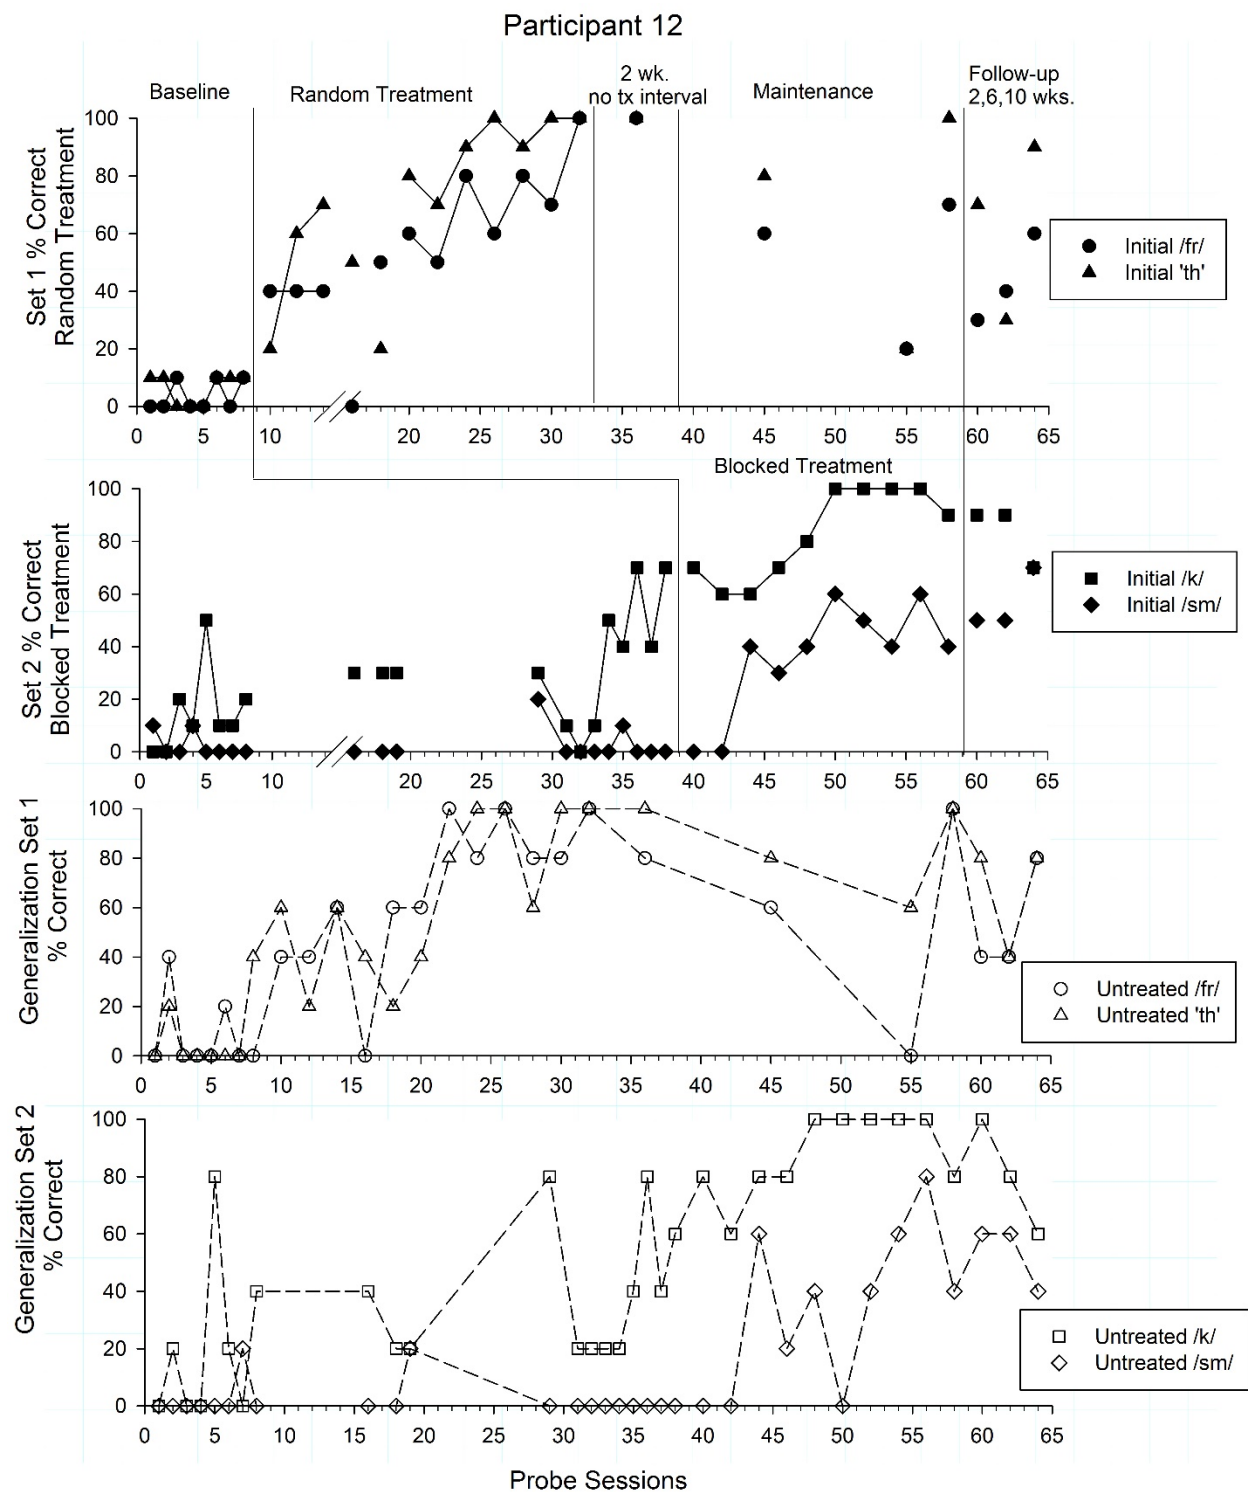 Participant 12
Baseline
Random Treatment
2 wk.
no tx interval
Maintenance
Follow-up
2,6,10 wks.
Set 1 % Correct
Random Treatment
100
80
60
40
20
0
0 5 10 20 25 30 35 40 45 50 55 60 65
Initial /fr/
Initial 'th'
Blocked Treatment
Set 2 % Correct
Blocked Treatment
100
80
60
40
20
0
0 5 10 20 25 30 35 40 45 50 55 60 65
Initial /k/
Initial /sm/
Generalization Set 1
% Correct
100
80
60
40
20
0
0 5 10 15 20 25 30 35 40 45 50 55 60 65
Untreated /fr/
Untreated 'th'
Generalization Set 2
% Correct
100
80
60
40
20
0
0 5 10 15 20 25 30 35 40 45 50 55 60 65
Untreated /k/
Untreated /sm/
Probe Sessions